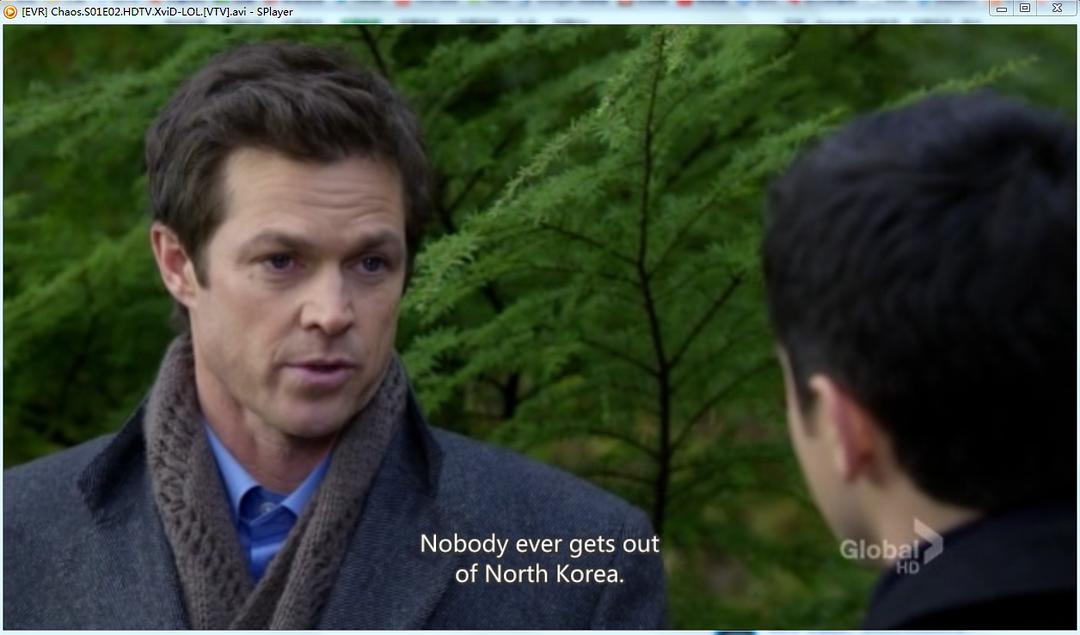 [EVR] Chaos.S01E02.HDTV.XviD-LOL.[VTV].avi - SPlayer
Nobody ever gets out
of North Korea.
Global
HD